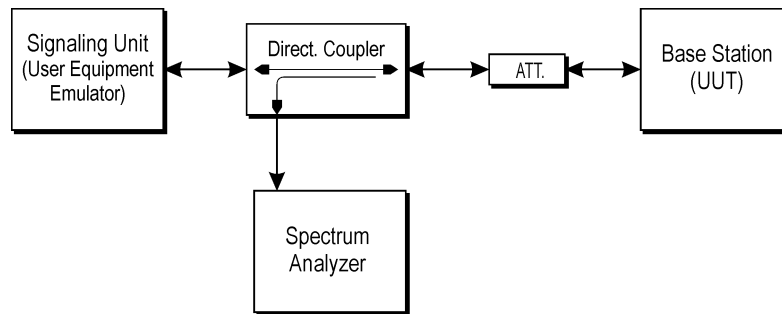 Signaling Unit
(User Equipment
Emulator)
Direct. Coupler
ATT.
Base Station
(UUT)
Spectrum
Analyzer